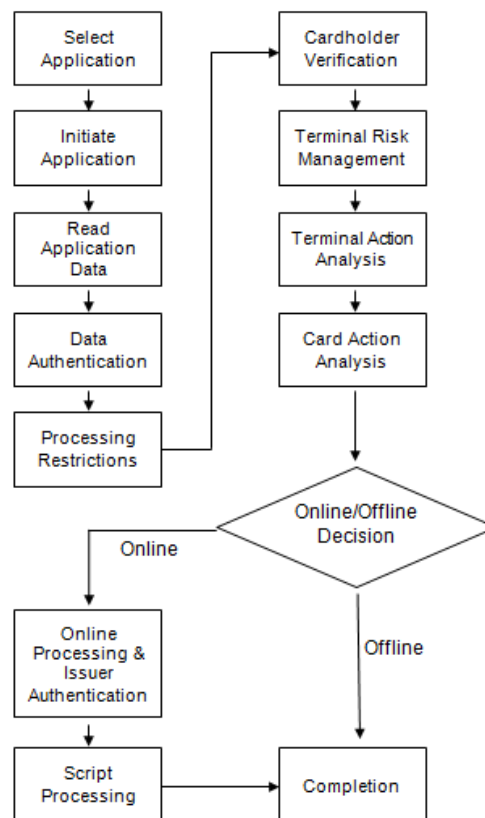 Select
Application
Initiate
Application
Read
Application
Data
Data
Authentication
Processing
Restrictions
Cardholder
Verification
Terminal Risk
Management
Terminal Action
Analysis
Card Action
Analysis
Online/Offline
Decision
Online
Offline
Online
Processing &
Issuer
Authentication
Script
Processing
Completion